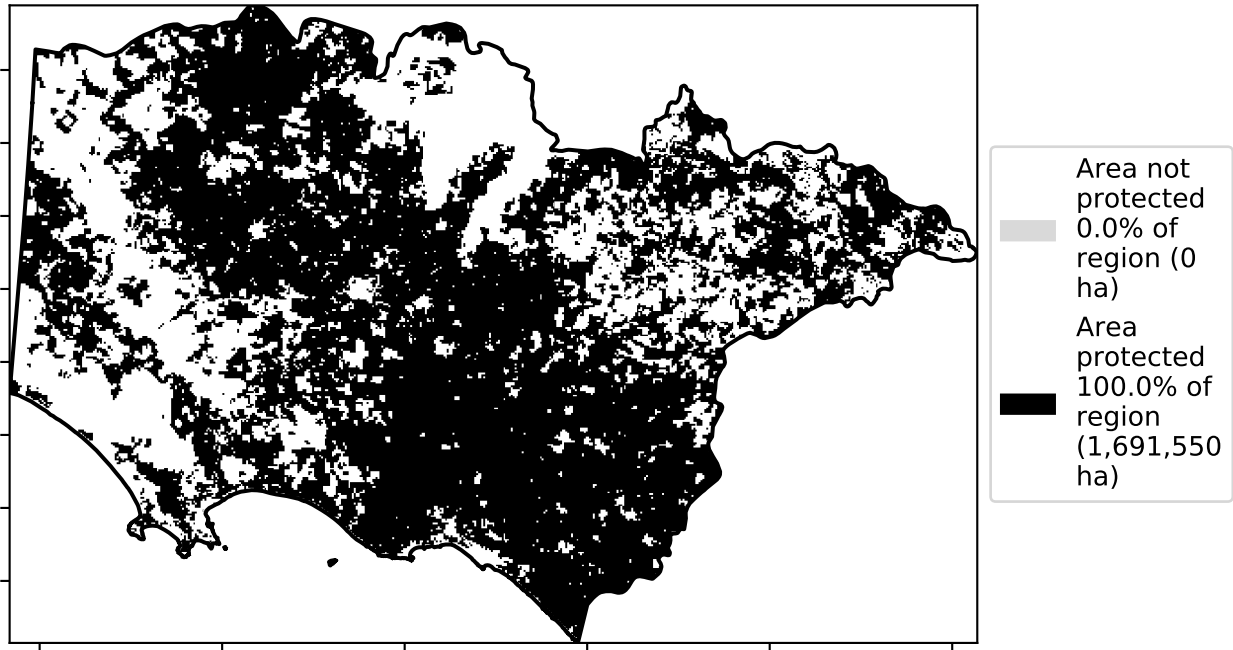 Area not
protected
0.0% of
region (0
ha)
Area
protected
100.0% of
region
(1,691,550
ha)